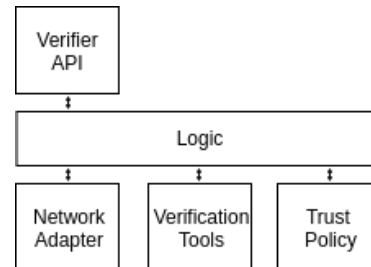 Verifier
API
Logic
Network
Adapter
Verification
Tools
Trust
Policy